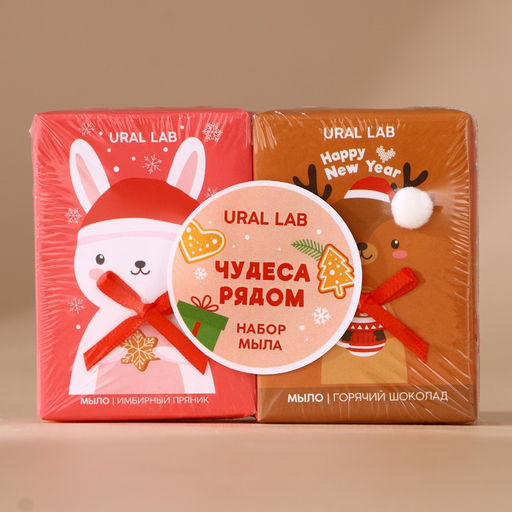 URAL LAB
МЫЛО | ИМБИРНЫЙ ПРЯНИК
URAL LAB
ЧУДЕСА
РЯДОМ
НАБОР
МЫЛА
URAL LAB
Happy
New Year
МЫЛО | ГОРЯЧИЙ ШОКОЛАД